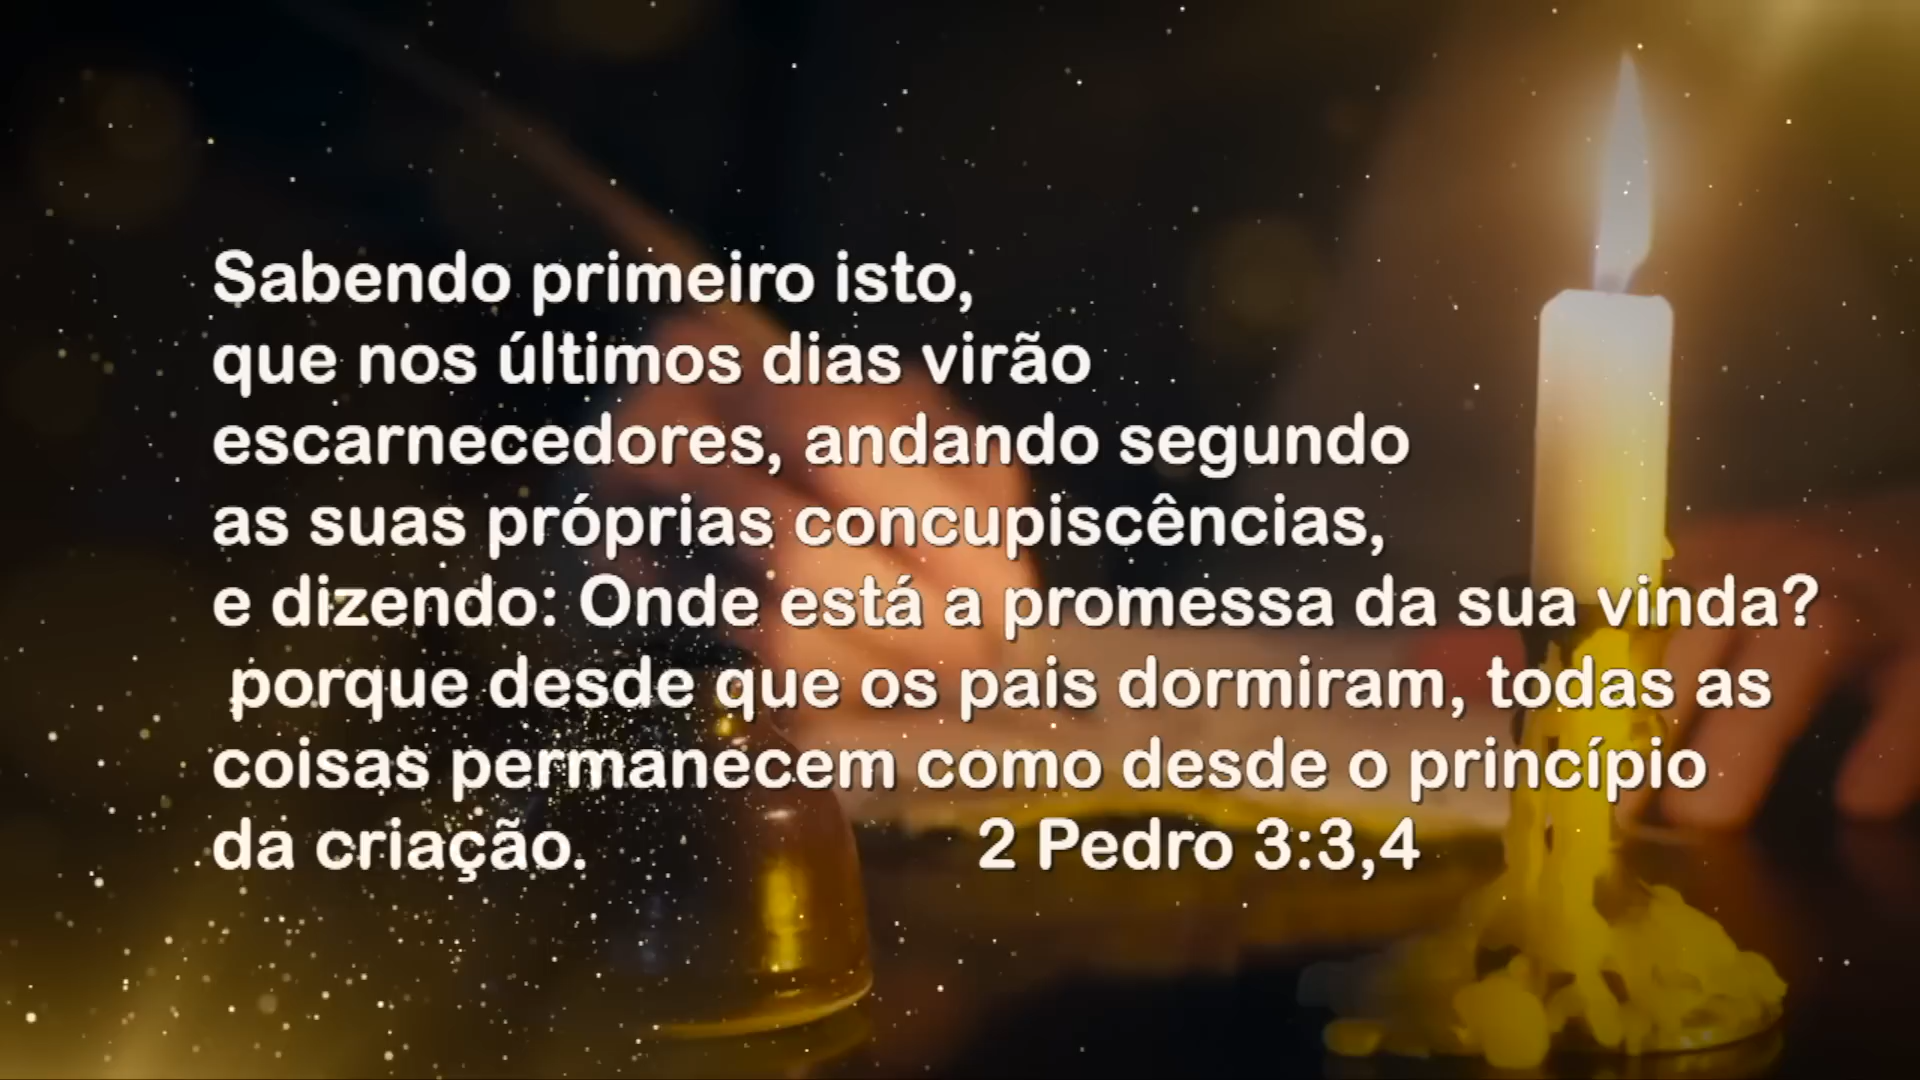 Sabendo primeiro isto,
que nos últimos dias virão
escarnecedores, andando segundo
as suas próprias concupiscências,
e dizendo: Onde está a promessa da sua vinda?
porque desde que os pais dormiram, todas as
coisas permanecem como desde o princípio
da criação. 2 Pedro 3:3,4